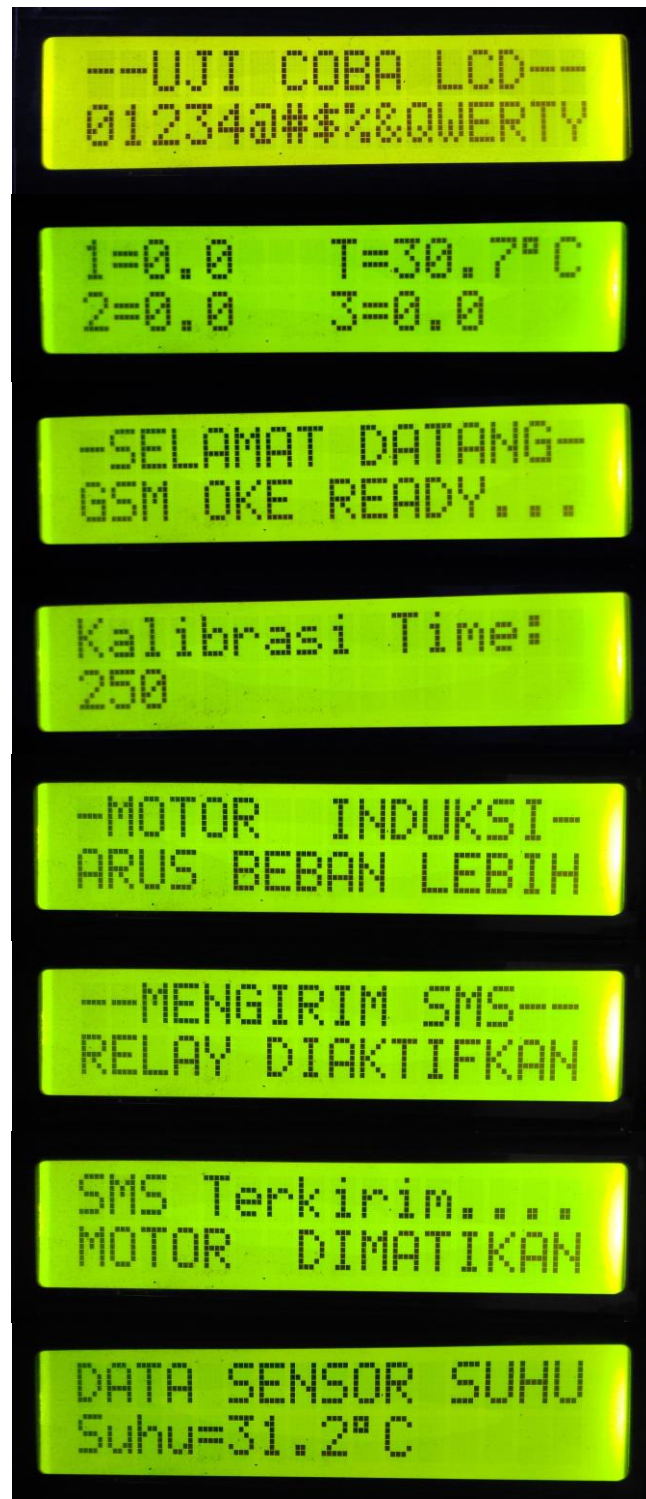 --UJI COBA LCD--
01234@#$%&QWERTY
1=0.0 T=30.7°C
2=0.0 3=0.0
-SELAMAT DATANG-
GSM OKE READY...
Kalibrasi Time:
250
-MOTOR INDUKSI-
ARUS BEBAN LEBIH
--MENGIRIM SMS--
RELAY DIAKTIFKAN
SMS Terkirim....
MOTOR DIMATIKAN
DATA SENSOR SUHU
Suhu=31.2°C